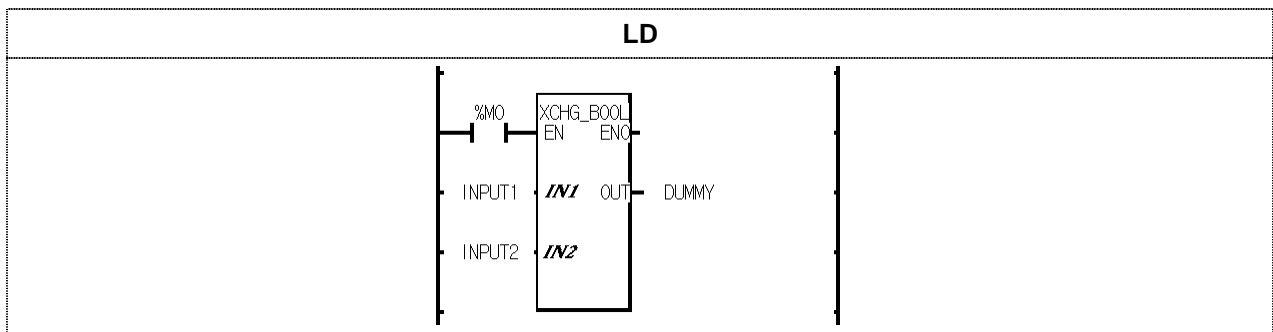 LD
%M0 XCHG_BOOL
EN ENO
INPUT1 IN1 OUT DUMMY
INPUT2 IN2